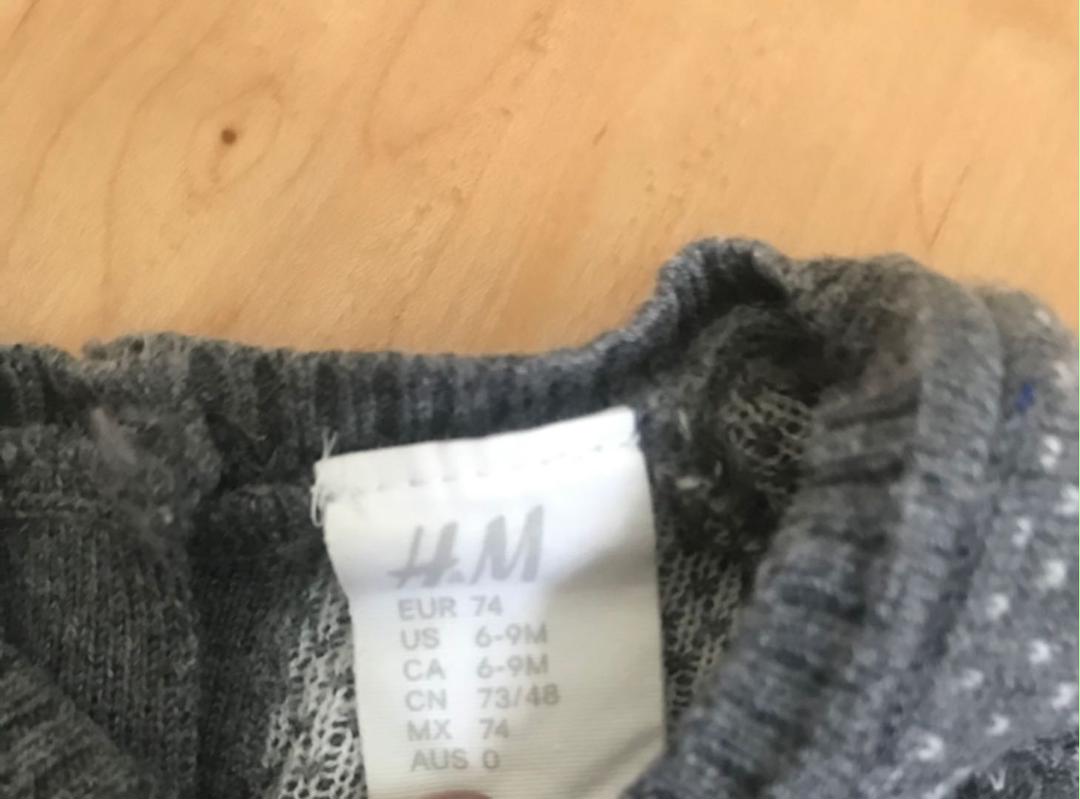 H&M
EUR 74
US 6-9M
CA 6-9M
CN 73/48
MX 74
AUS 0